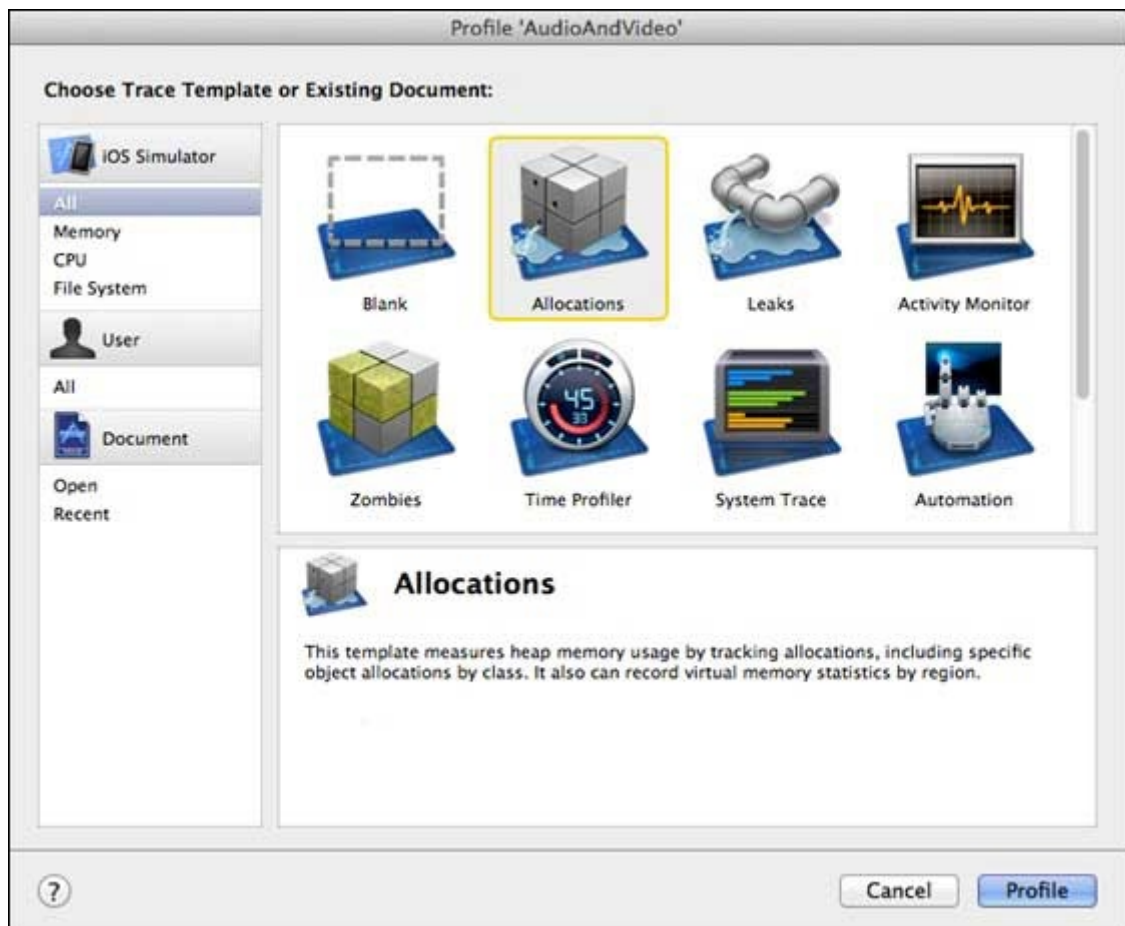 Profile 'AudioAndVideo'
Choose Trace Template or Existing Document:
iOS Simulator
All
Memory
CPU
File System
User
All
Document
Open
Recent
Blank
Allocations
Leaks
Activity Monitor
45
33
Zombies
Time Profiler
System Trace
Automation
Allocations
This template measures heap memory usage by tracking allocations, including specific
object allocations by class. It also can record virtual memory statistics by region.
?
Cancel
Profile